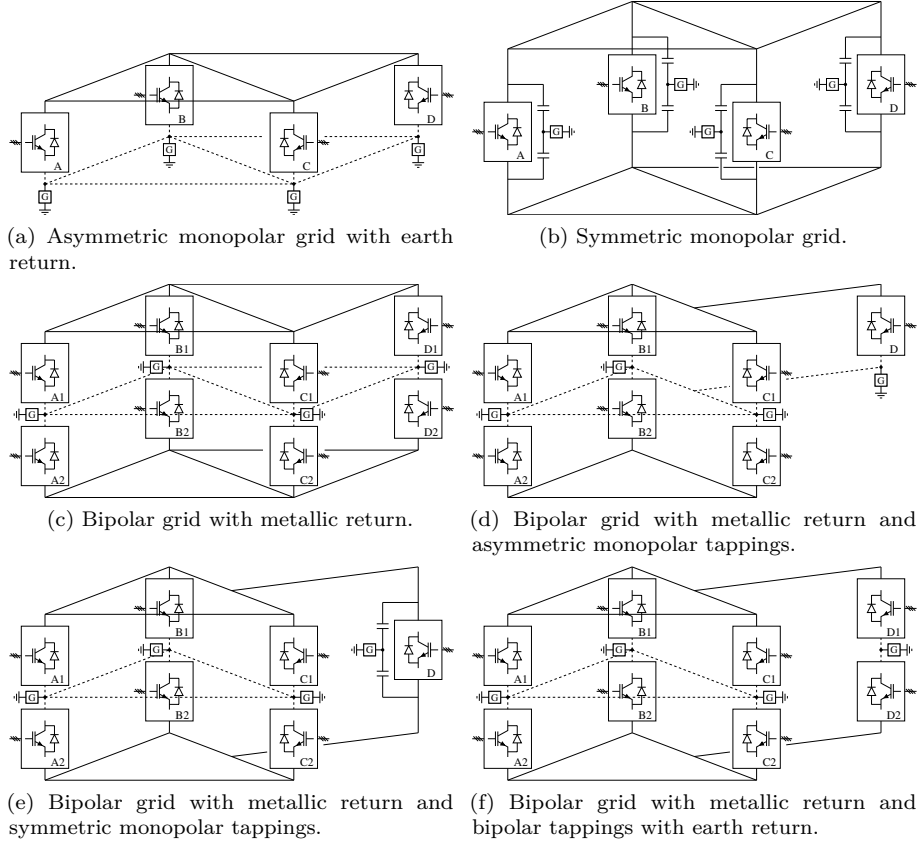 G G G G
A B C D
(a) Asymmetric monopolar grid with earth
return.
G G G G
A B C D
(b) Symmetric monopolar grid.
G G G G
A1 B1 C1 D1
A2 B2 C2 D2
(c) Bipolar grid with metallic return.
G G G G
A1 B1 C1 D
A2 B2 C2
(d) Bipolar grid with metallic return and
asymmetric monopolar tappings.
G G G G
A1 B1 C1 D
A2 B2 C2
(e) Bipolar grid with metallic return and
symmetric monopolar tappings.
G G G G
A1 B1 C1 D1
A2 B2 C2 D2
(f) Bipolar grid with metallic return and
bipolar tappings with earth return.